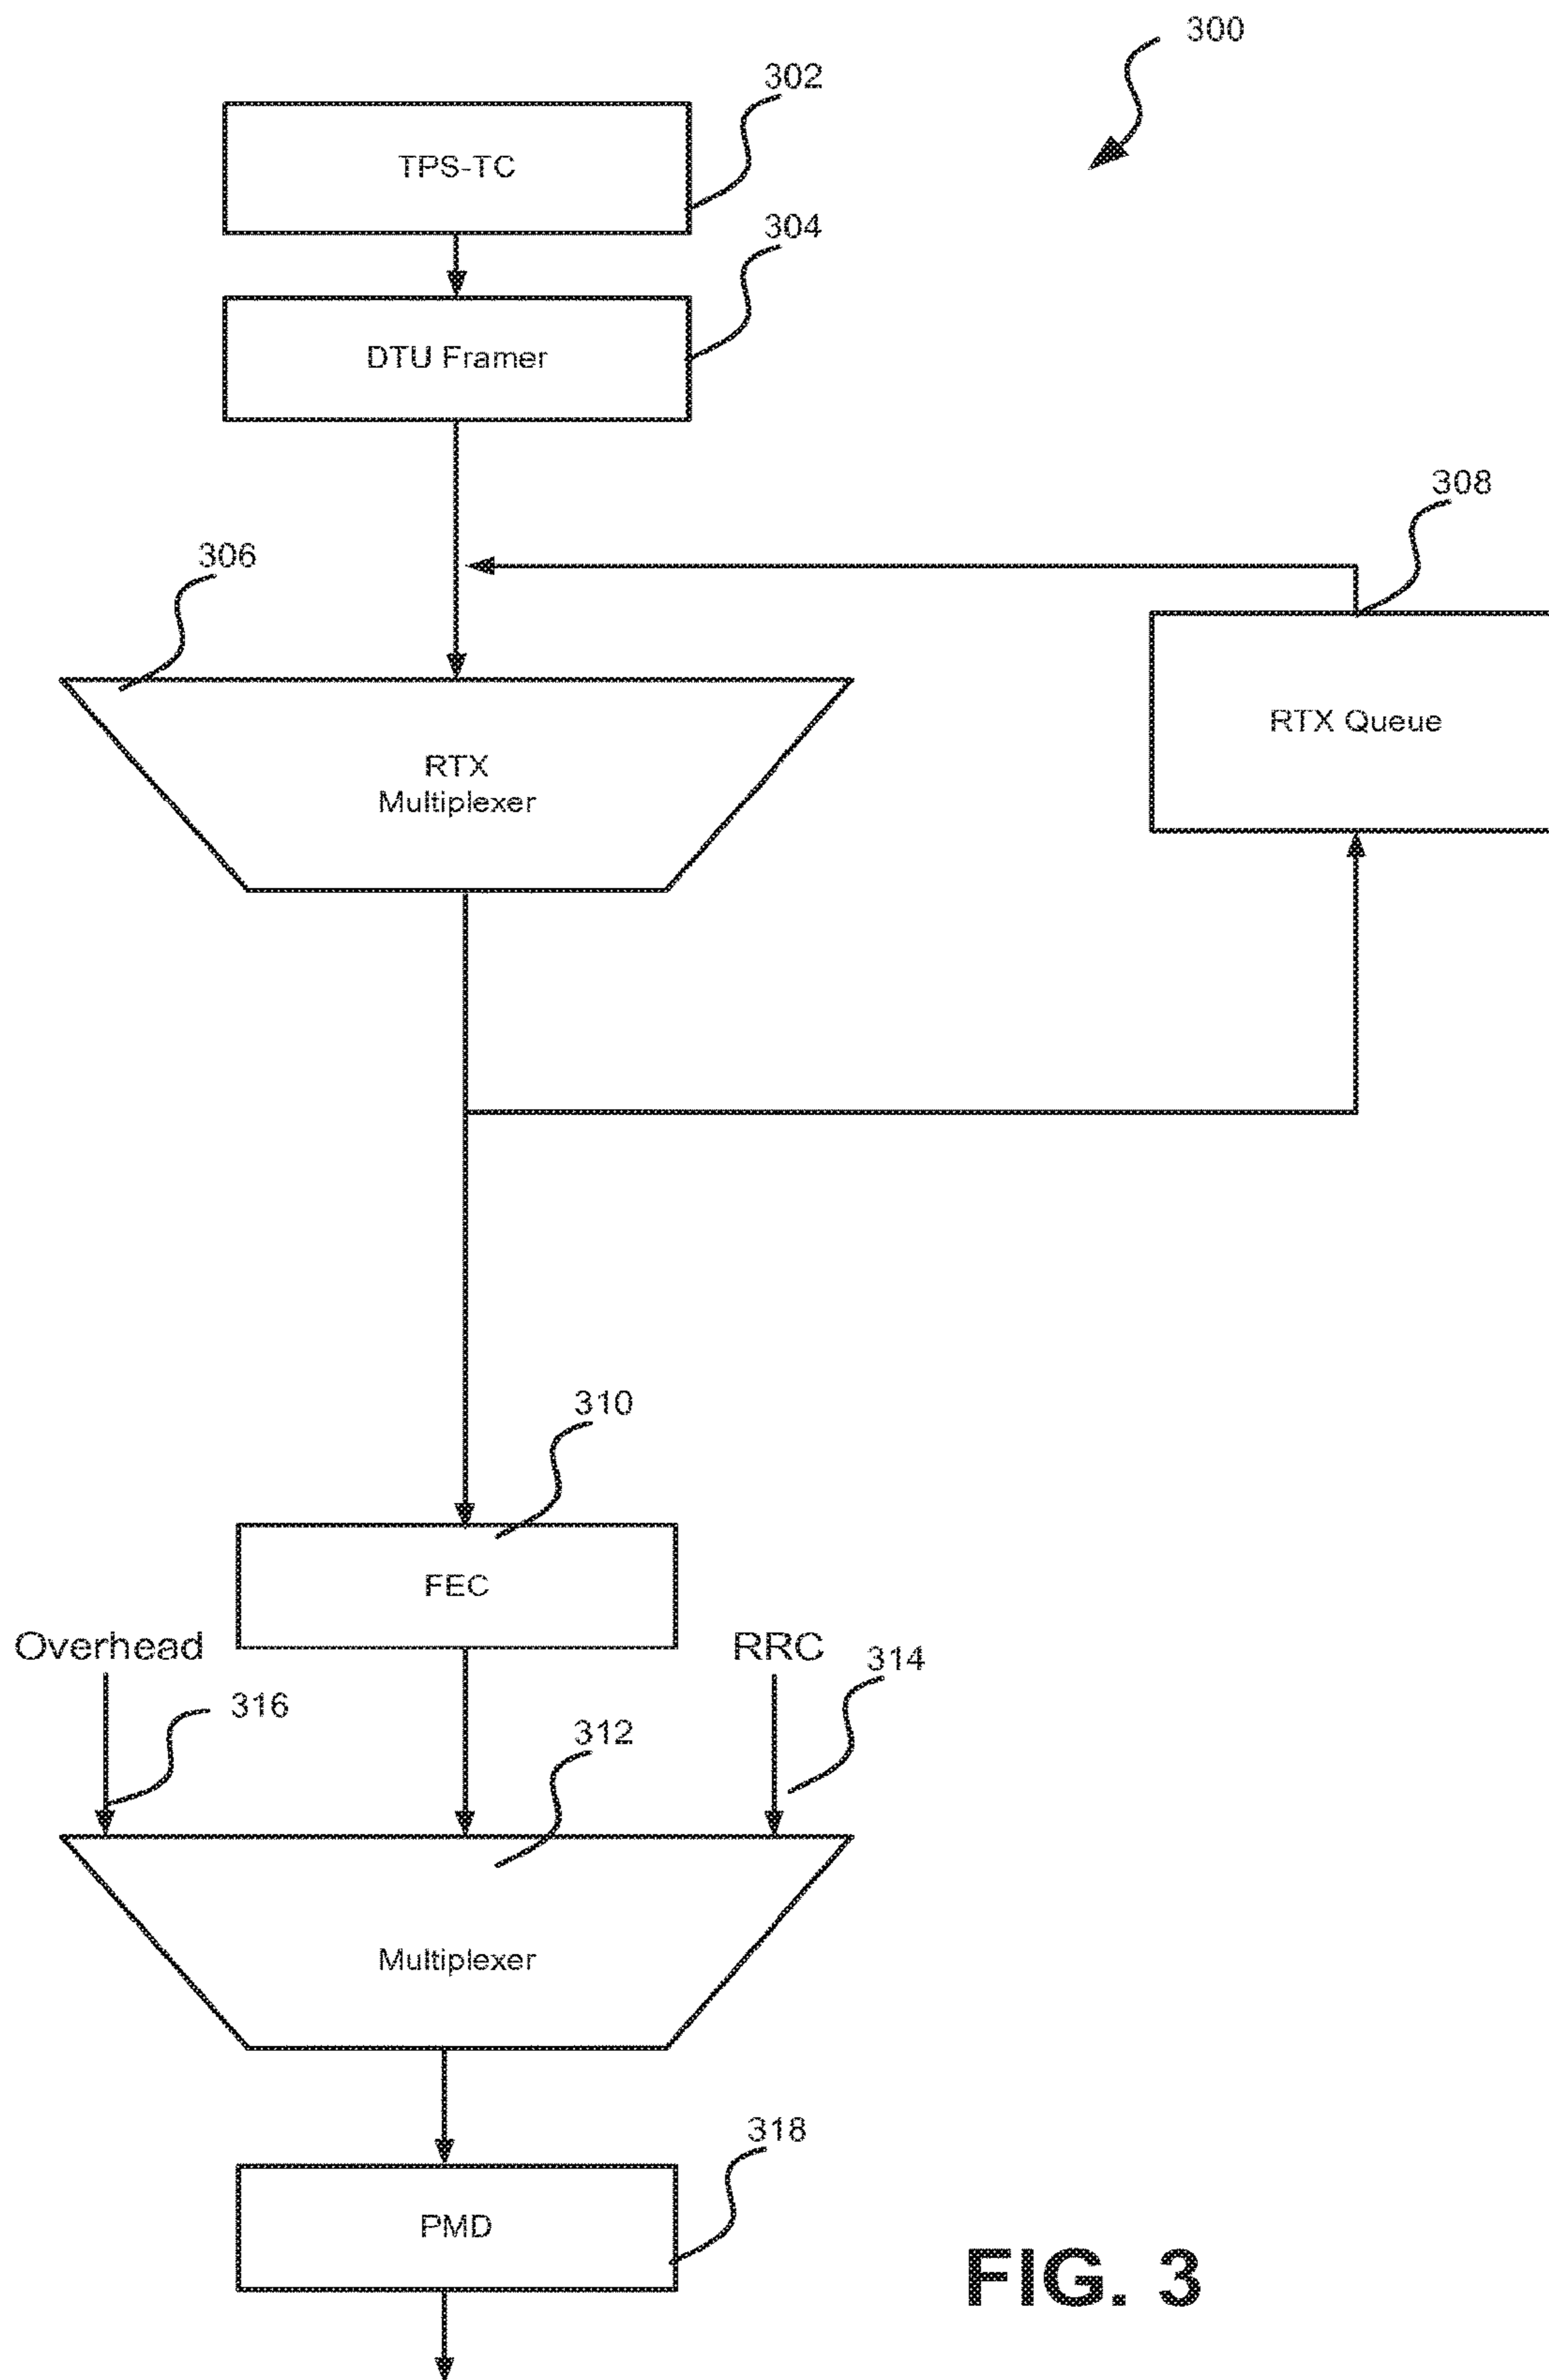 300
302
TPS-TC
304
DTU Framer
308
306
RTX Queue
RTX
Multiplexer
310
FEC
Overhead
RRC
314
316
312
Multiplexer
318
PMD
FIG. 3